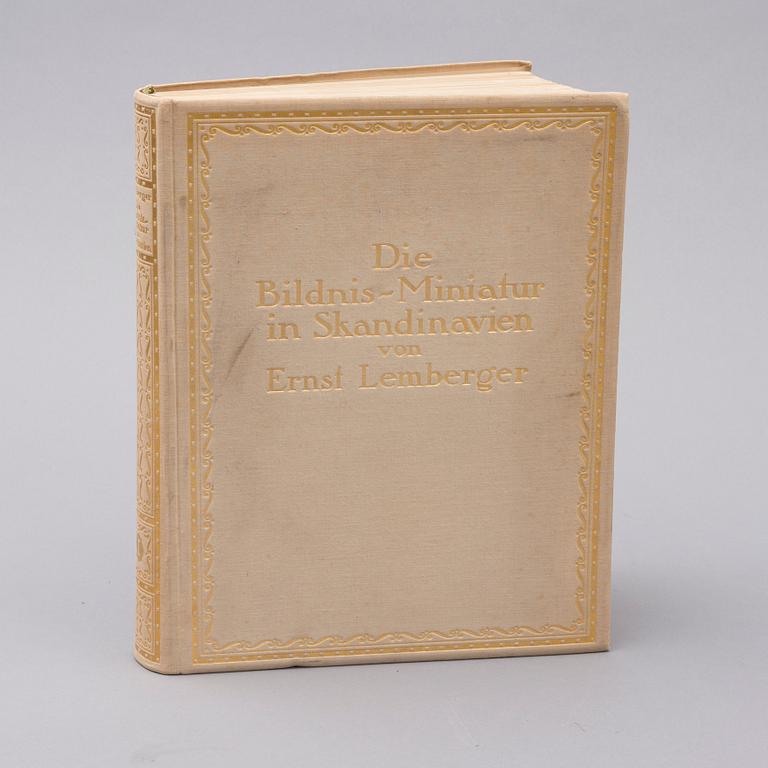 Die
Bildnis-Miniatur
in Skandinavien
von
Ernst Lemberger